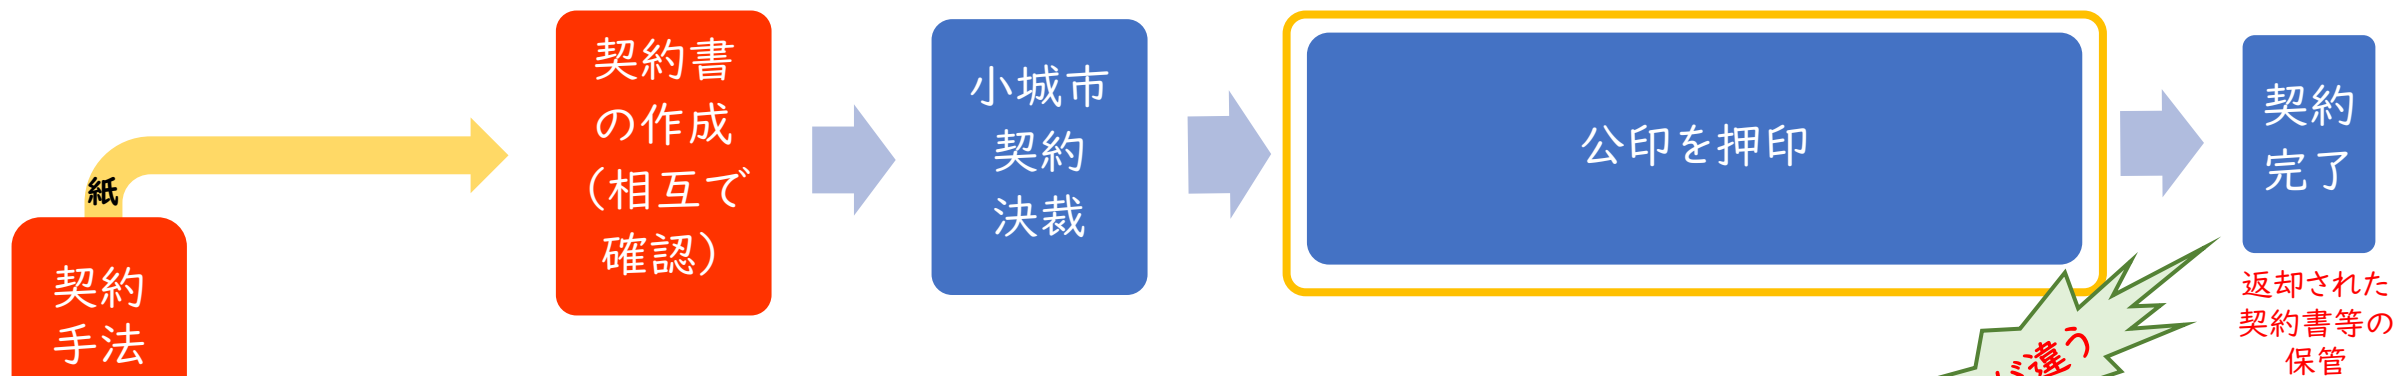 紙
契約
手法
契約書
の作成
（相互で
確認）
小城市
契約
決裁
公印を押印
契約
完了
返却された
契約書等の
保管
が違う